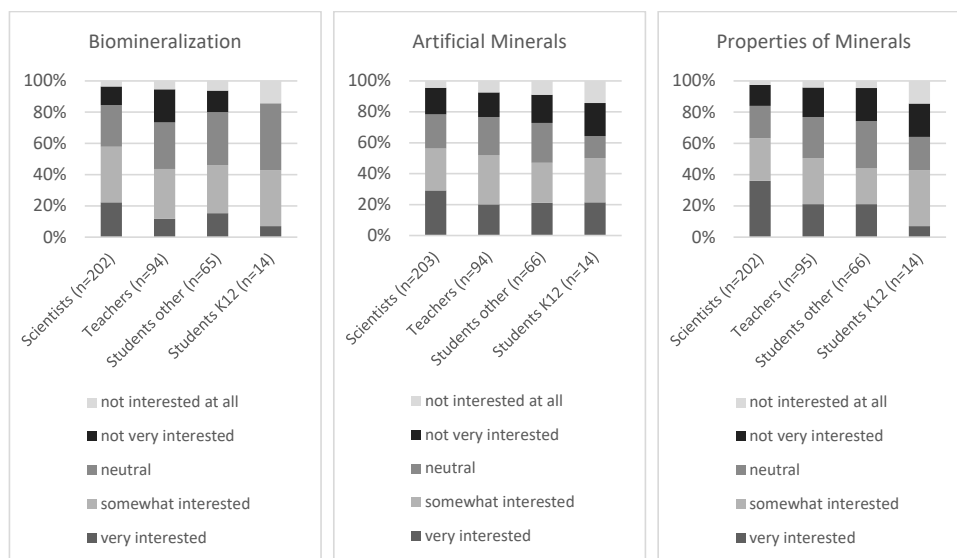 Biomineralization
100%
80%
60%
40%
20%
0%
Scientists (n=202)
Teachers (n=94)
Students other (n=65)
Students K12 (n=14)
not interested at all
not very interested
neutral
somewhat interested
very interested
Artificial Minerals
100%
80%
60%
40%
20%
0%
Scientists (n=203)
Teachers (n=94)
Students other (n=66)
Students K12 (n=14)
not interested at all
not very interested
neutral
somewhat interested
very interested
Properties of Minerals
100%
80%
60%
40%
20%
0%
Scientists (n=202)
Teachers (n=95)
Students other (n=66)
Students K12 (n=14)
not interested at all
not very interested
neutral
somewhat interested
very interested